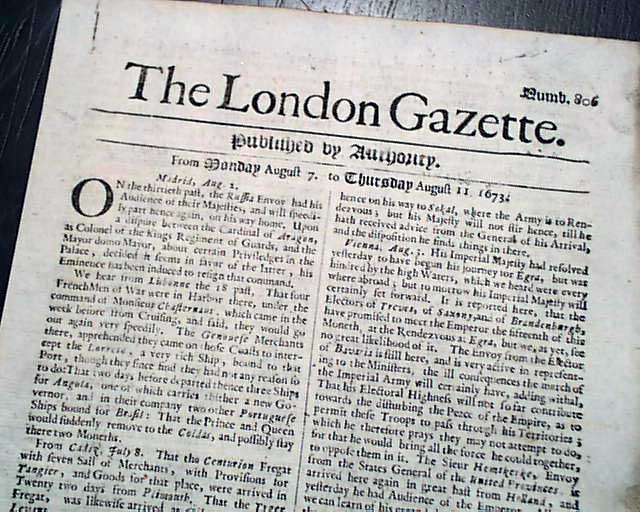 The London Gazette.
Numb. 806
Published by Authority.
From Monday August 7. to Thursday August 11. 1673.
Madrid, Aug. 2.
ON the thirtieth past, the Russia Envoy had his
Audience of their Majesties, and will speedi-
ly part hence again, on his way home. Upon
a dispute between the Cardinal of Aragon,
as Colonel of the Kings Regiment of Guards, and the
Mayor domo Mayor, about certain Priviledges in the
Palace, decided it seems in favor of the latter, his
Eminence has been induced to resign that command.
We hear from Lisbonne the 18 past, That four
French Men of War were in Harbor there, under the
command of Monsieur Chasteneuf, which came in the
week before from Cruising, and said, they would go
out again very speedily. The Genouese Merchants
there, apprehended they came on those Coasts to inter-
cept the Loretto, a very rich Ship, bound to that
Port, though they since find they had not any reason so
to do: That two days before departed thence three Ships
for Angola, one of which carries thither a new Go-
vernor, and in their company two other Portuguese
Ships bound for Brasil: That the Prince and Queen
would suddenly remove to the Caldas, and possibly stay
there two Moneths.
From Cadiz, July 8. That the Centurion Fregat
with seven Sail of Merchants, with Provisions for
Tangier, and Goods for that place, were arrived in
Twenty two days from Plimouth. That the Tyger
Fregat, was likewise arrived
hence on his way to Sokal, where the Army is to Ren-
dezvous; but his Majesty will not stir hence, till he
hath received advice from the General of his Arrival,
and the disposition he finds things in there.
Vienna, Aug. 3. His Imperial Majesty had resolved
yesterday to have begun his journey for Egra, but was
hindred by the high Waters, which we hear were every
where abroad; but to morrow his Imperial Majesty will
certainly set forward. It is reported here, that the
Electors of Treves, of Saxony, and of Brandenburgh,
have promised to meet the Emperor the fifteenth of this
Moneth, at the Rendezvous at Egra, but we, as yet, see
no great likelihood of it. The Envoy from the Elector
of Bavaria is still here, and is very active in represent-
ing to the Ministers, the ill consequences the march of
the Imperial Army will certainly have, adding withal,
That his Electoral Highness will so far contribute
towards the disturbing the Peace of the Empire, as to
permit these Troops to pass through his Territories;
which he therefore prays they may not attempt to do,
for that he would bring all the force he could together,
to oppose them in it. The Sieur Hemskerke, Envoy
from the States General of the United Provinces, is
arrived here again in great hast from Holland, and
yesterday he had Audience of the Emperor,
we can learn of his